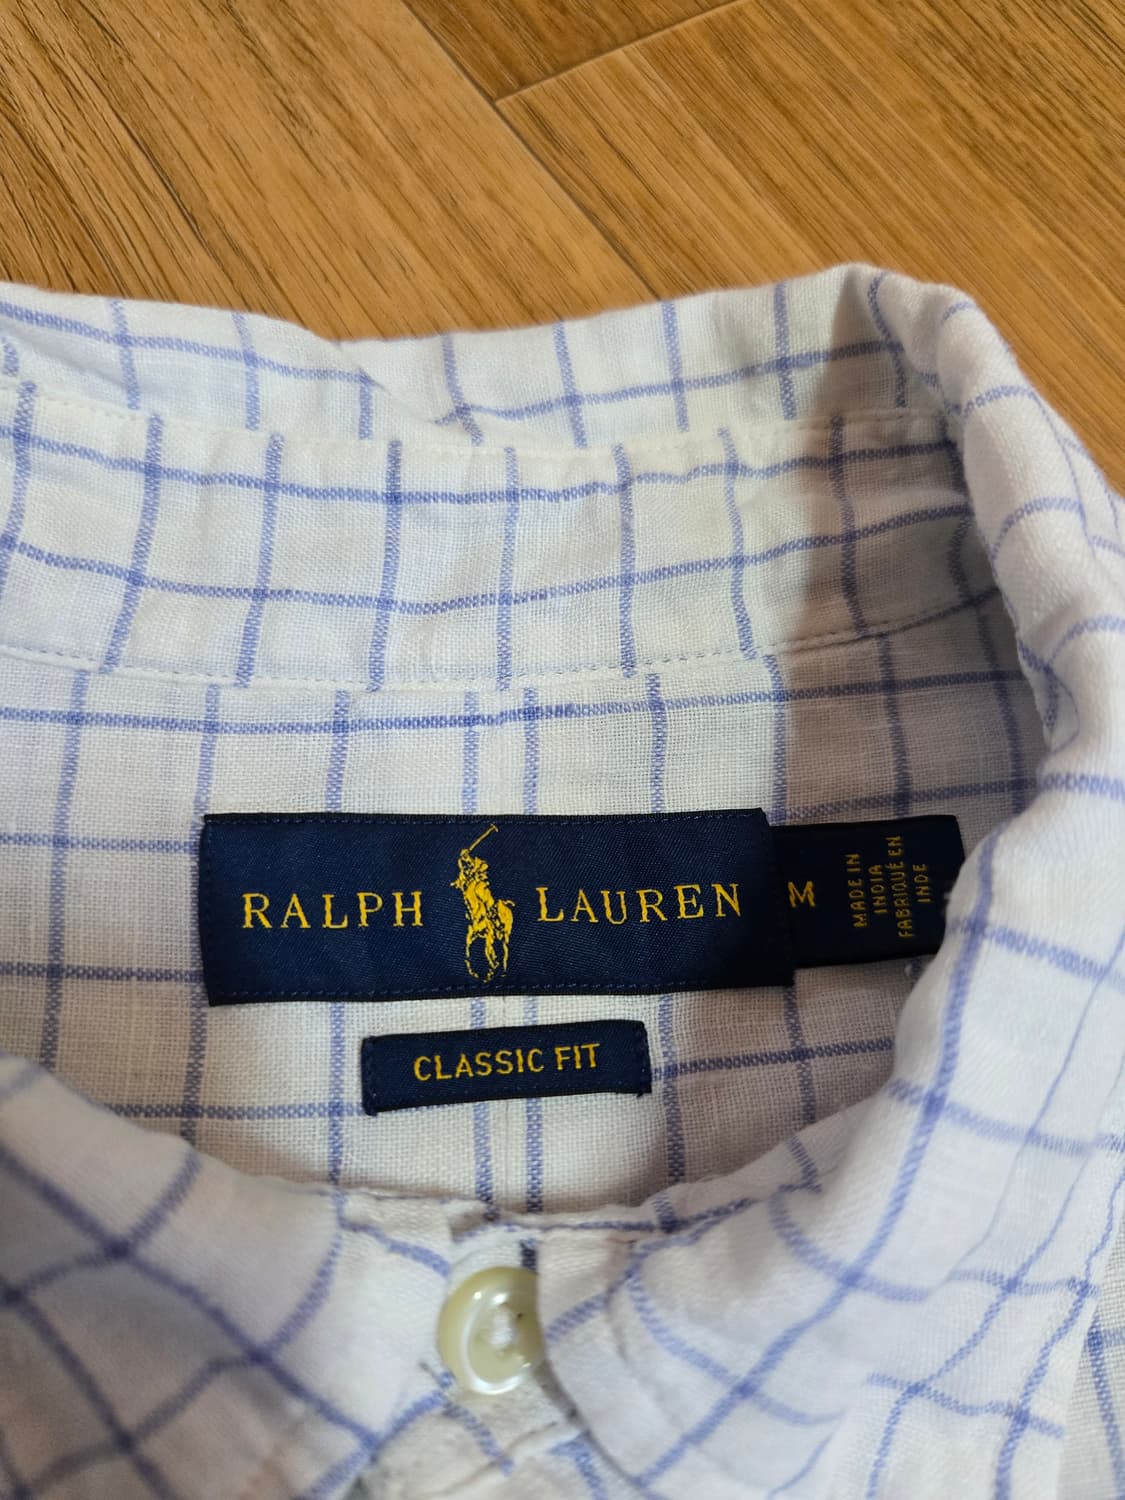 RALPH LAUREN
M
MADE IN
INDIA
FABRIQUÉ EN
INDE
CLASSIC FIT